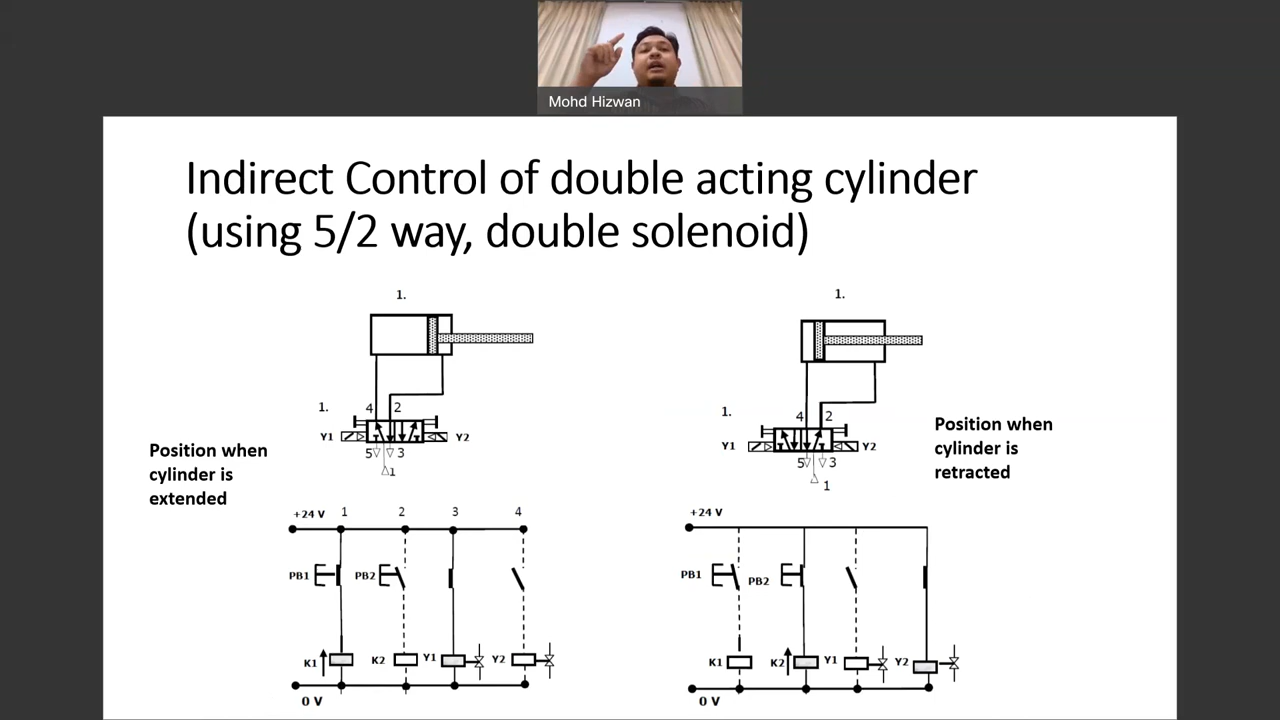 Mohd Hizwan
Indirect Control of double acting cylinder
(using 5/2 way, double solenoid)
1.
1.
4
2
Y1
Y2
5
3
1
Position when
cylinder is
extended
+24 V
1
2
3
4
PB1
PB2
K1
K2
Y1
Y2
0 V
1.
1.
4
2
Y1
Y2
5
3
1
Position when
cylinder is
retracted
+24 V
PB1
PB2
K1
K2
Y1
Y2
0 V